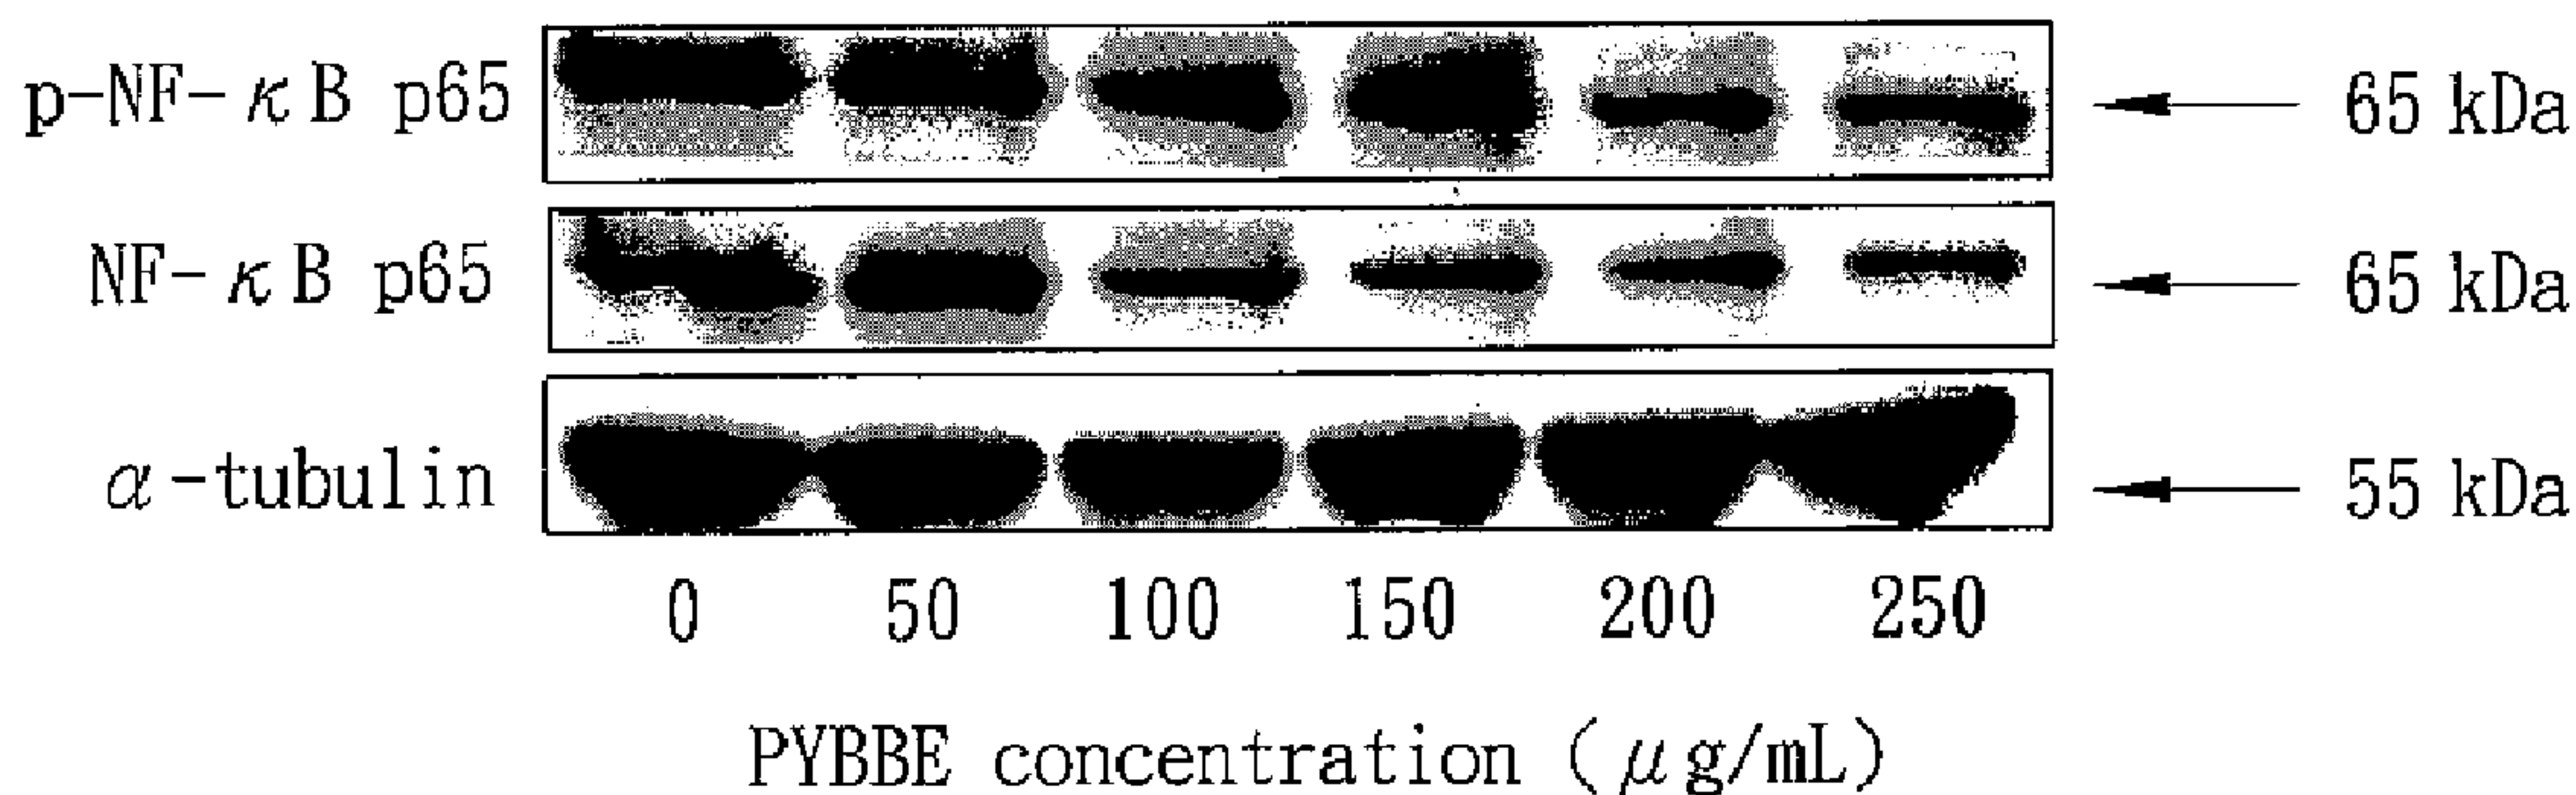 p-NF-κB p65 65 kDa
NF-κB p65 65 kDa
α-tubulin 55 kDa
0 50 100 150 200 250
PYBBE concentration (μg/mL)